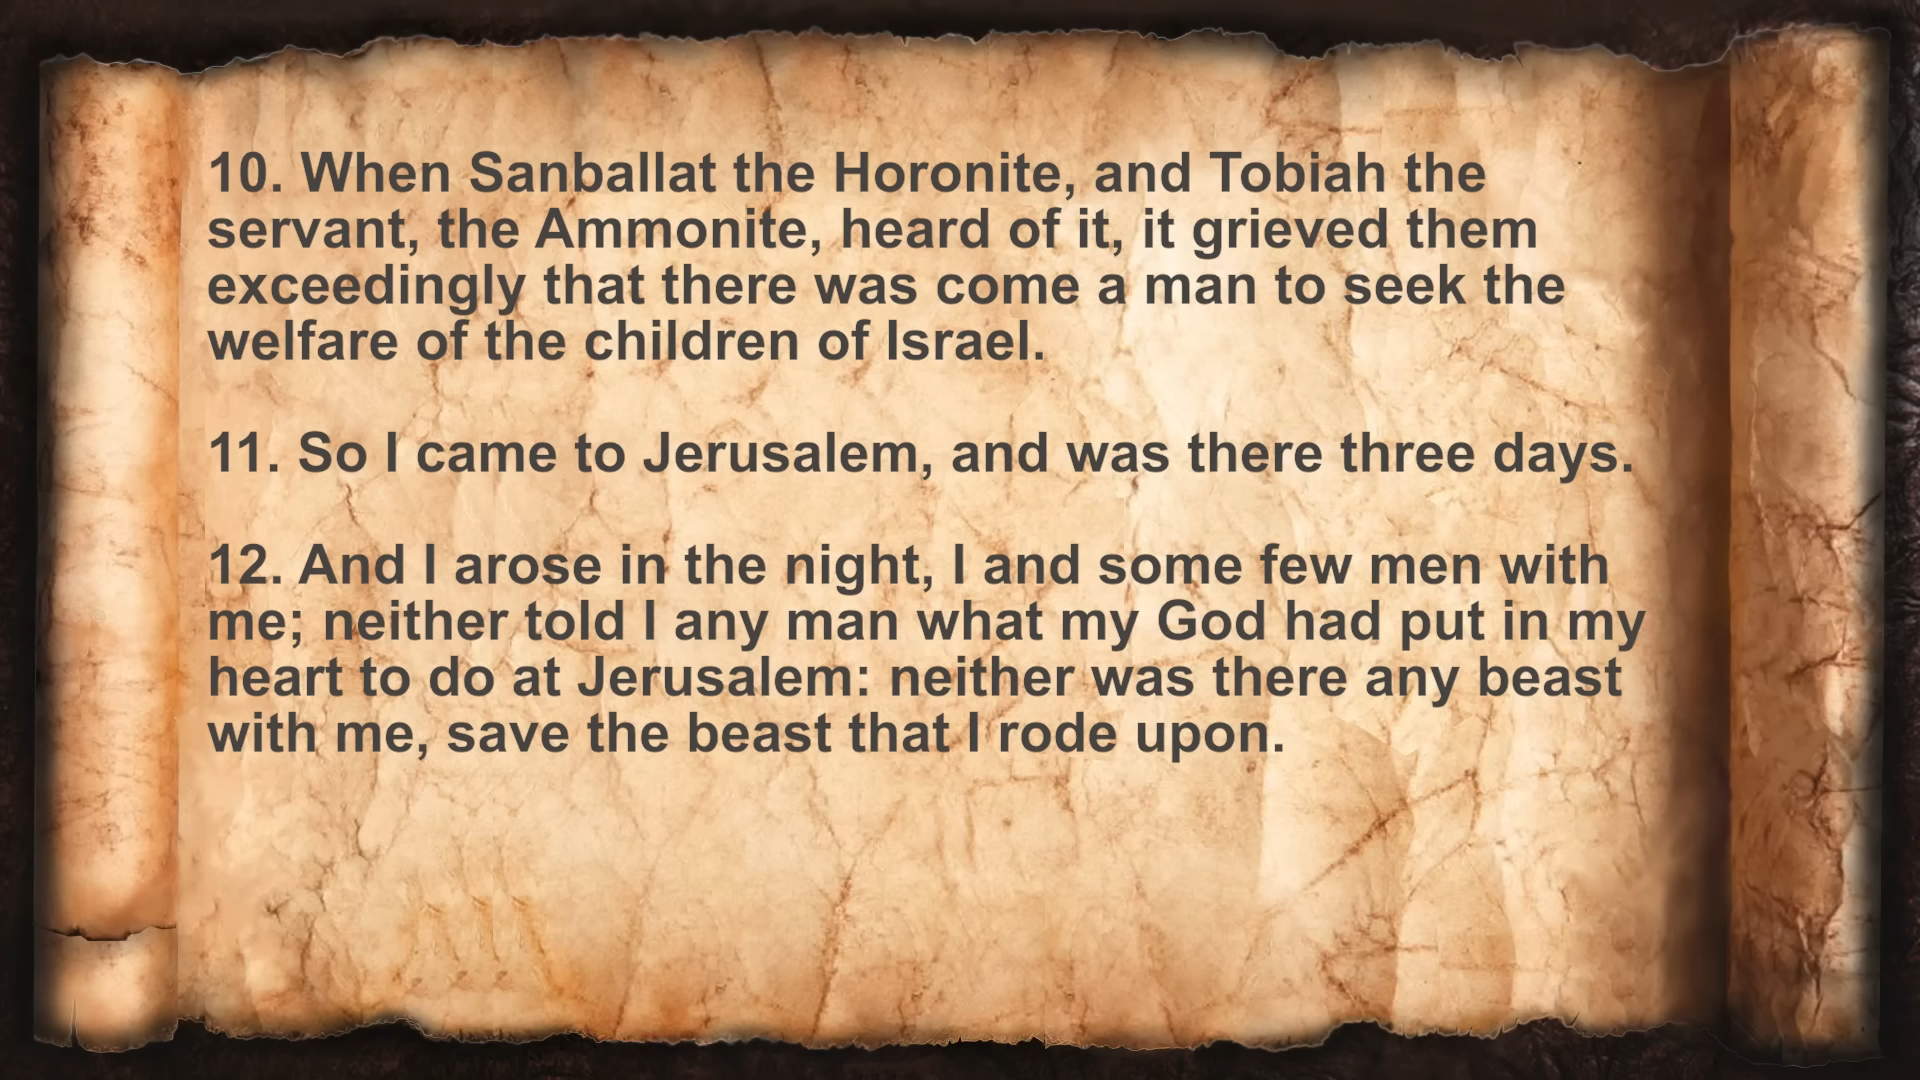 10. When Sanballat the Horonite, and Tobiah the
servant, the Ammonite, heard of it, it grieved them
exceedingly that there was come a man to seek the
welfare of the children of Israel.
11. So I came to Jerusalem, and was there three days.
12. And I arose in the night, I and some few men with
me; neither told I any man what my God had put in my
heart to do at Jerusalem: neither was there any beast
with me, save the beast that I rode upon.